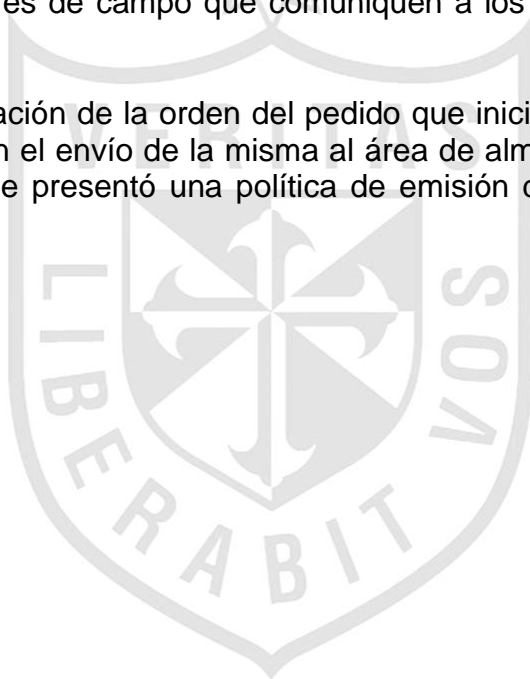 es de campo que comuniquen a los
ación de la orden del pedido que inici
n el envío de la misma al área de alm
e presentó una política de emisión
VERITAS
LIBERABIT
VOS